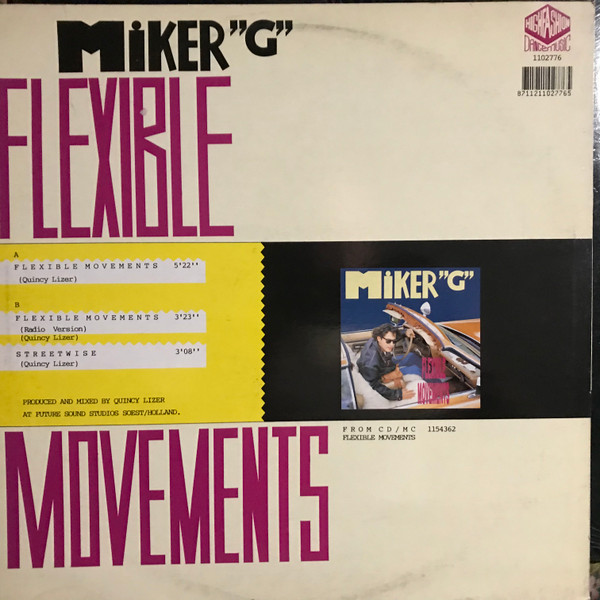 MiKER "G"
HIGH FASHION
DANCE MUSIC
1102776
8711211027765
FLEXIBLE
A
FLEXIBLE MOVEMENTS 5'22''
(Quincy Lizer)
B
FLEXIBLE MOVEMENTS 3'23''
(Radio Version)
(Quincy Lizer)
STREETWISE 3'08''
(Quincy Lizer)
PRODUCED AND MIXED BY QUINCY LIZER
AT FUTURE SOUND STUDIOS SOEST/HOLLAND.
MiKER "G"
FLEXIBLE
MOVEMENTS
FROM CD/MC 1154362
FLEXIBLE MOVEMENTS
MOVEMENTS